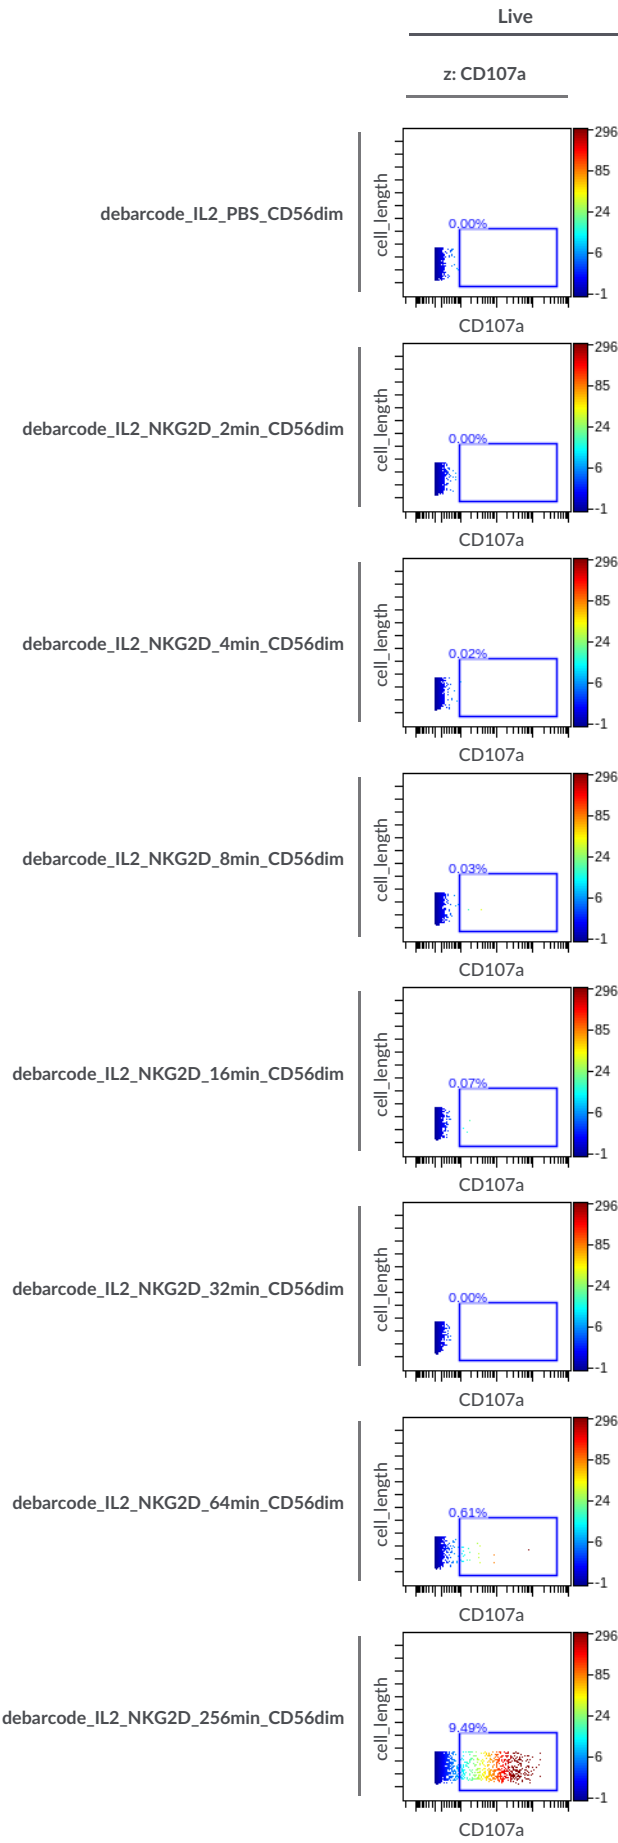 Live
z: CD107a
debarcode_IL2_PBS_CD56dim
cell_length
0.00%
296
85
24
6
-1
CD107a
debarcode_IL2_NKG2D_2min_CD56dim
cell_length
0.00%
296
85
24
6
-1
CD107a
debarcode_IL2_NKG2D_4min_CD56dim
cell_length
0.02%
296
85
24
6
-1
CD107a
debarcode_IL2_NKG2D_8min_CD56dim
cell_length
0.03%
296
85
24
6
-1
CD107a
debarcode_IL2_NKG2D_16min_CD56dim
cell_length
0.07%
296
85
24
6
-1
CD107a
debarcode_IL2_NKG2D_32min_CD56dim
cell_length
0.00%
296
85
24
6
-1
CD107a
debarcode_IL2_NKG2D_64min_CD56dim
cell_length
0.61%
296
85
24
6
-1
CD107a
debarcode_IL2_NKG2D_256min_CD56dim
cell_length
9.49%
296
85
24
6
-1
CD107a